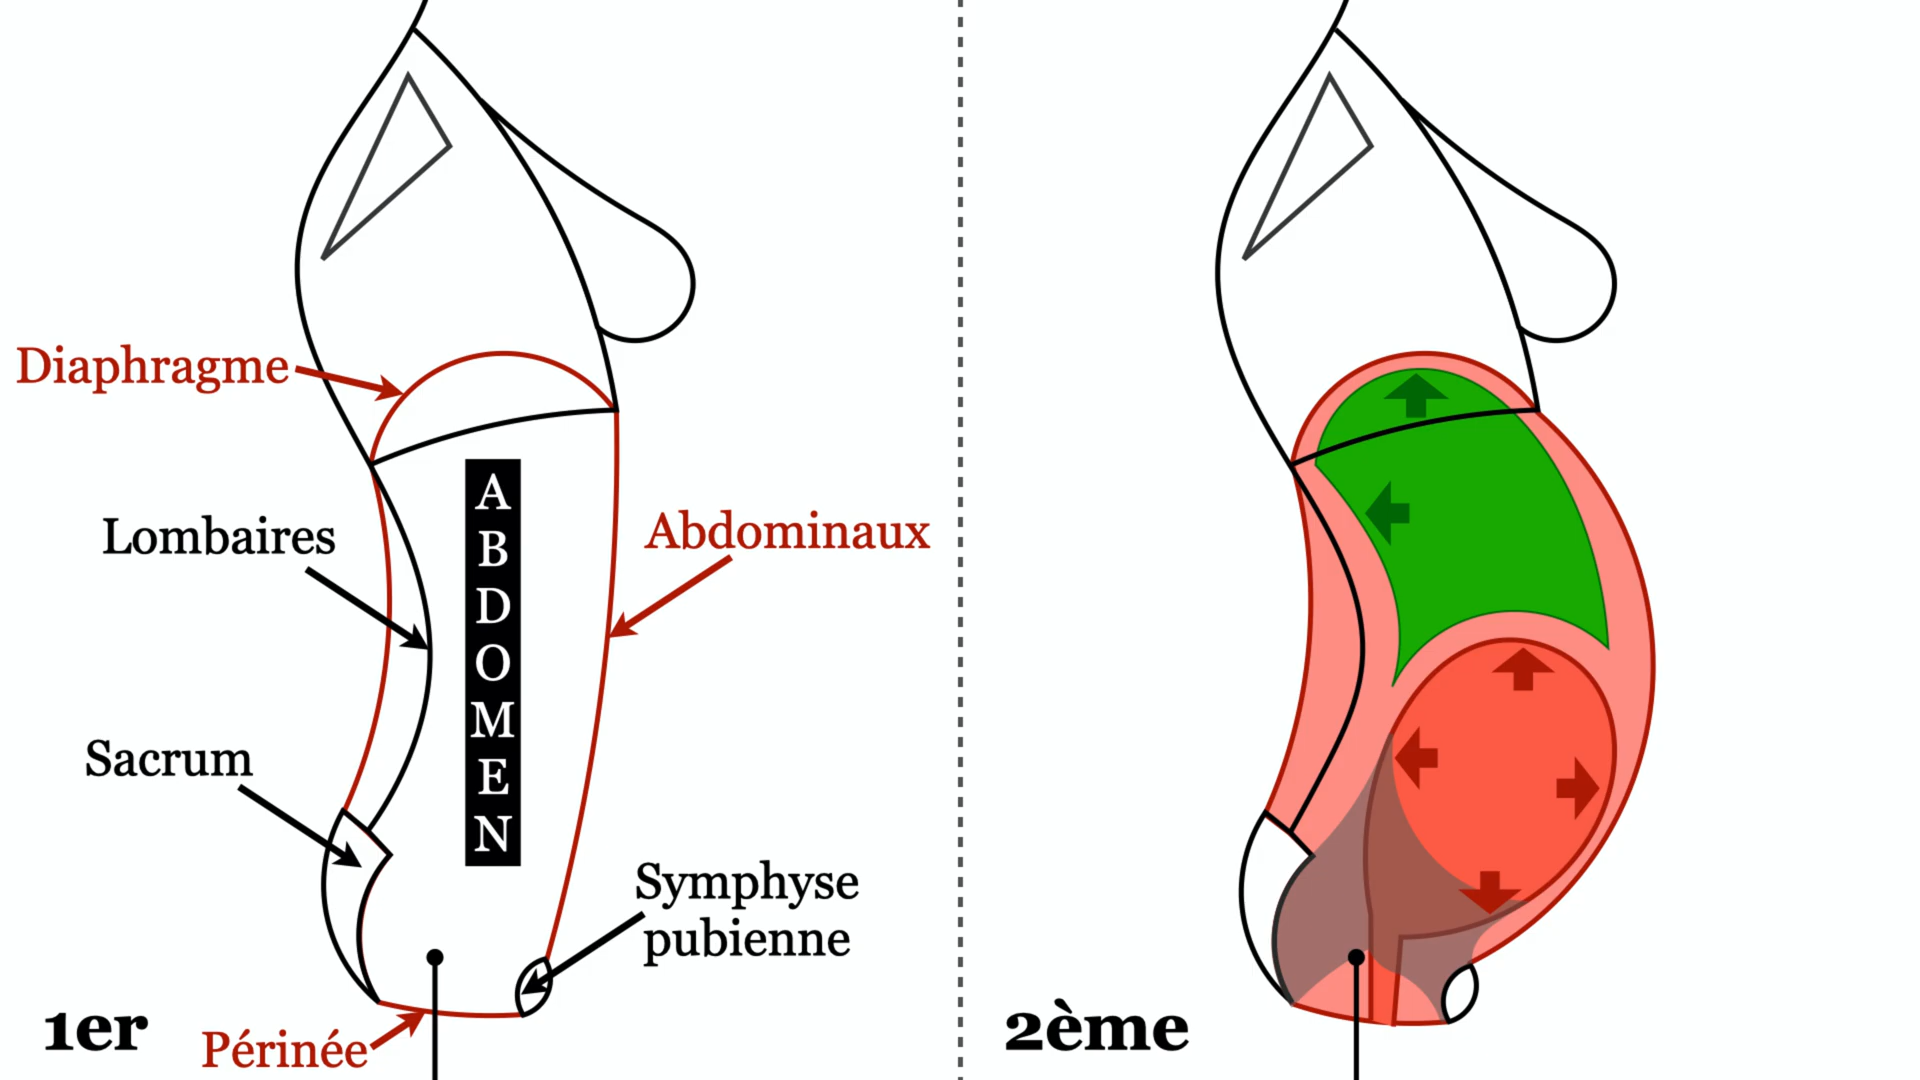 Diaphragme
ABDOMEN
Lombaires
Abdominaux
Sacrum
Symphyse
pubienne
1er
Périnée
2ème